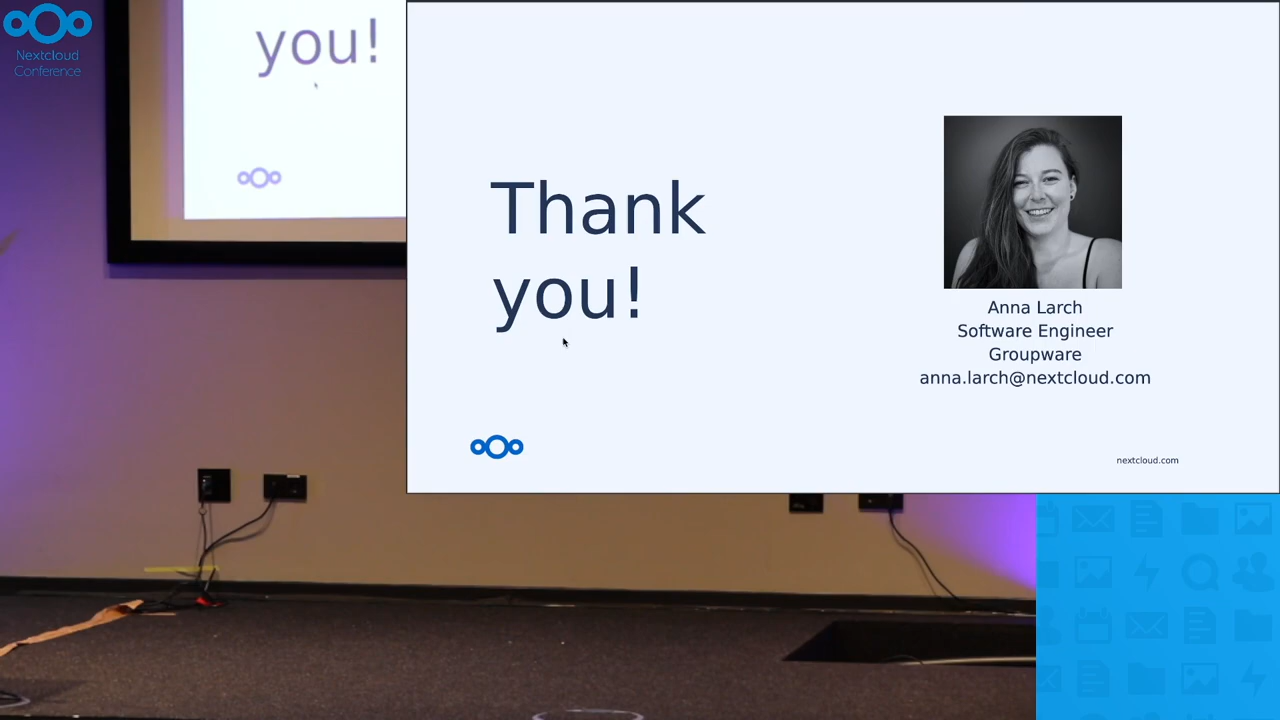 Nextcloud
Conference
you!
Thank
you!
Anna Larch
Software Engineer
Groupware
anna.larch@nextcloud.com
nextcloud.com